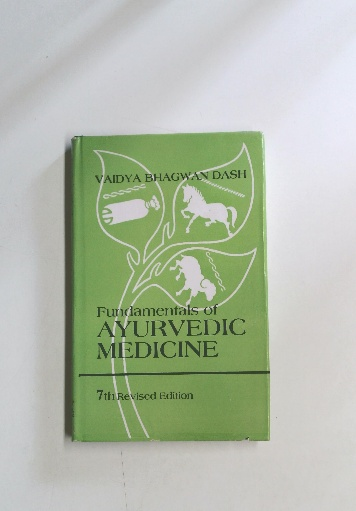 VAIDYA BHAGWAN DASH
Fundamentals of
AYURVEDIC
MEDICINE
7th Revised Edition